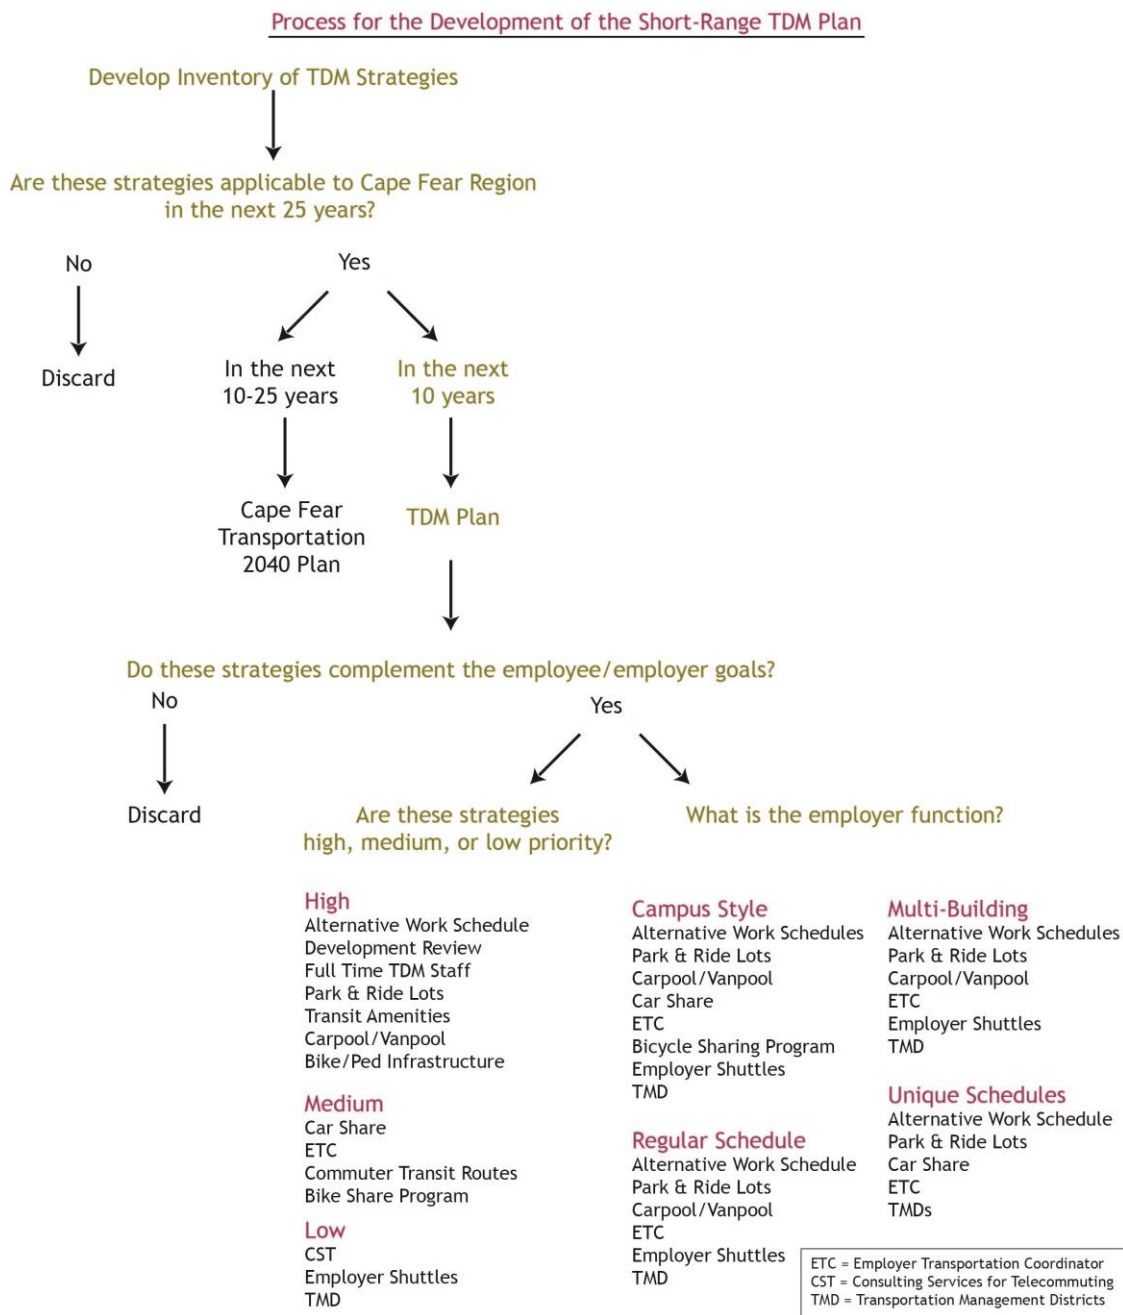 Process for the Development of the Short-Range TDM Plan
Develop Inventory of TDM Strategies
Are these strategies applicable to Cape Fear Region
in the next 25 years?
No
Yes
Discard
In the next
10-25 years
In the next
10 years
Cape Fear
Transportation
2040 Plan
TDM Plan
Do these strategies complement the employee/employer goals?
No
Yes
Discard
Are these strategies
high, medium, or low priority?
What is the employer function?
High
Alternative Work Schedule
Development Review
Full Time TDM Staff
Park & Ride Lots
Transit Amenities
Carpool/Vanpool
Bike/Ped Infrastructure
Medium
Car Share
ETC
Commuter Transit Routes
Bike Share Program
Low
CST
Employer Shuttles
TMD
Campus Style
Alternative Work Schedules
Park & Ride Lots
Carpool/Vanpool
Car Share
ETC
Bicycle Sharing Program
Employer Shuttles
TMD
Regular Schedule
Alternative Work Schedule
Park & Ride Lots
Carpool/Vanpool
ETC
Employer Shuttles
TMD
Multi-Building
Alternative Work Schedules
Park & Ride Lots
Carpool/Vanpool
ETC
Employer Shuttles
TMD
Unique Schedules
Alternative Work Schedule
Park & Ride Lots
Car Share
ETC
TMDs
ETC = Employer Transportation Coordinator
CST = Consulting Services for Telecommuting
TMD = Transportation Management Districts